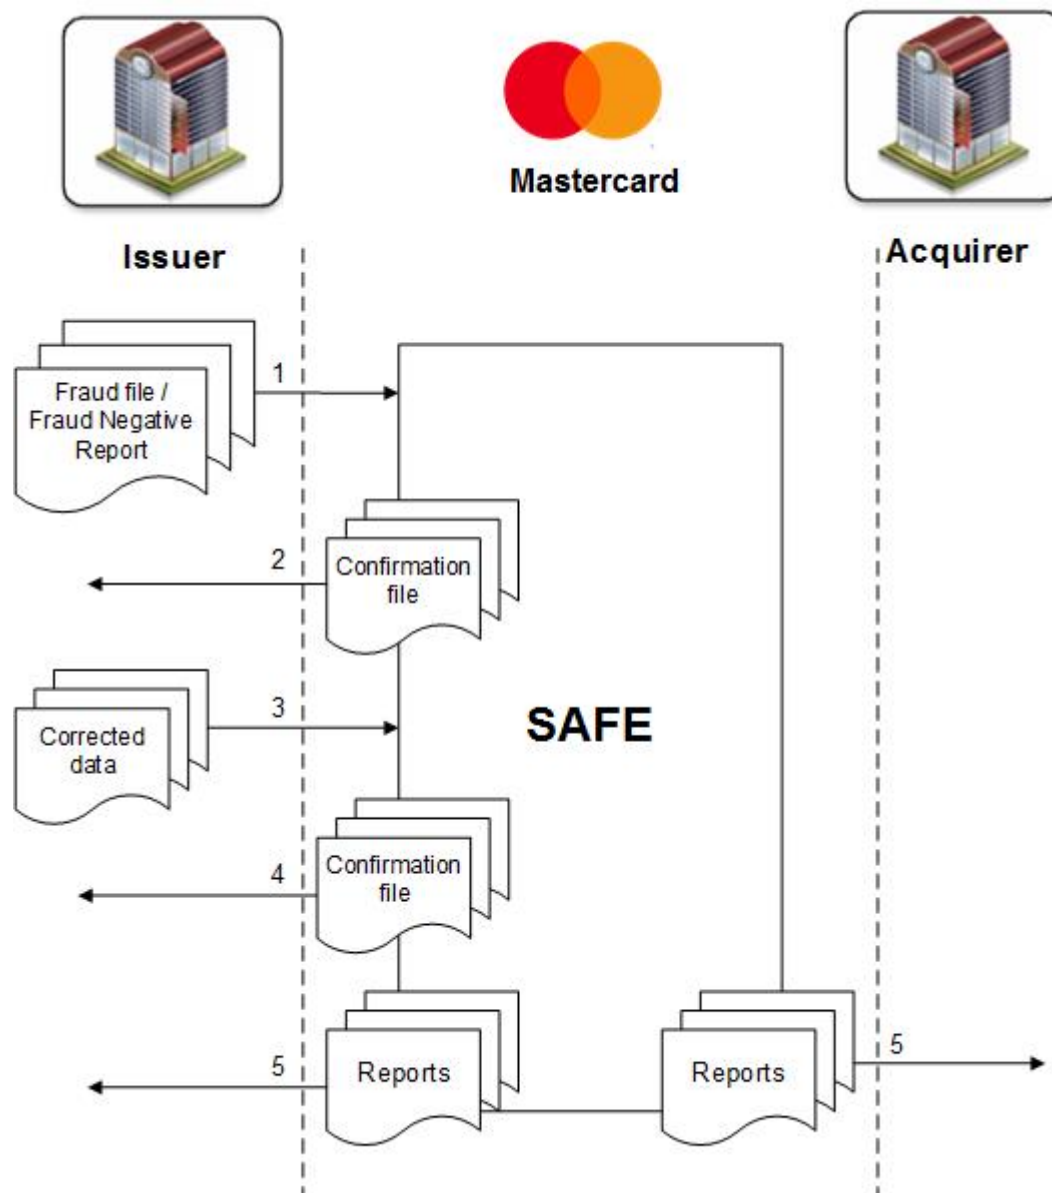 Mastercard
Issuer
Acquirer
1
Fraud file /
Fraud Negative
Report
2
Confirmation
file
3
Corrected
data
SAFE
4
Confirmation
file
5
Reports
Reports
5